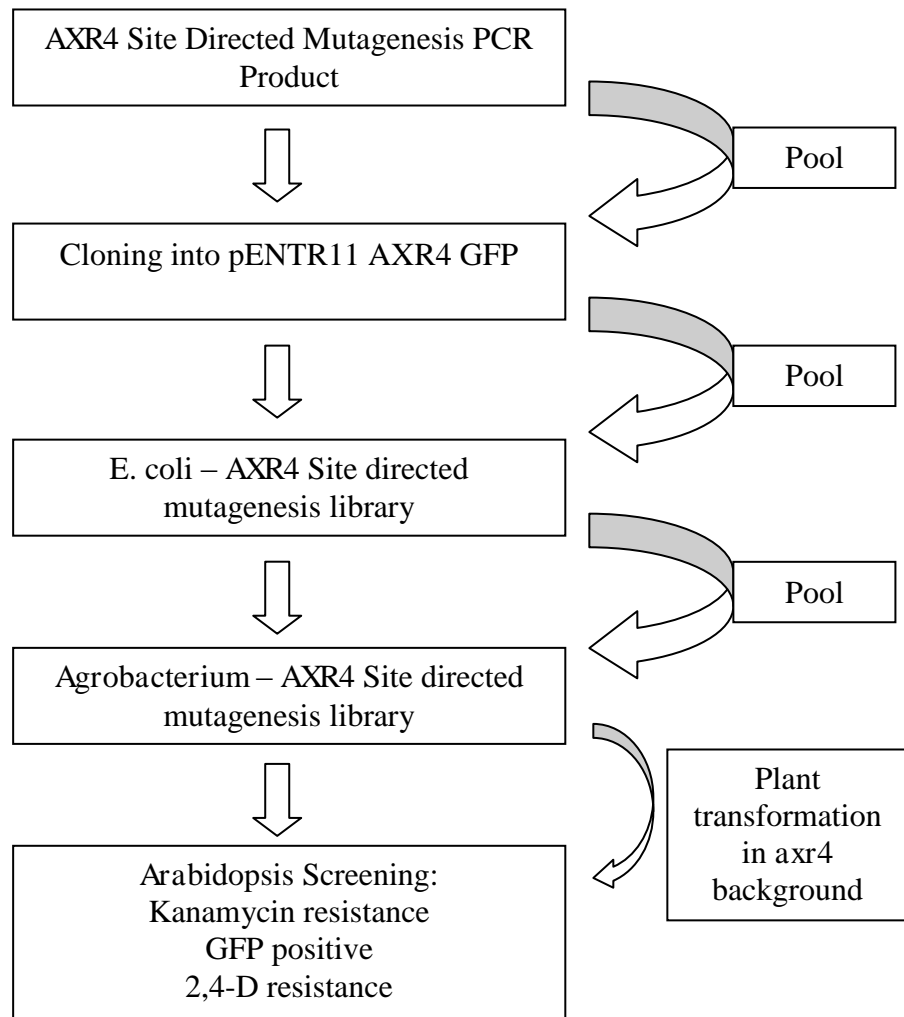 AXR4 Site Directed Mutagenesis PCR
Product
Pool
Cloning into pENTR11 AXR4 GFP
Pool
E. coli – AXR4 Site directed
mutagenesis library
Pool
Agrobacterium – AXR4 Site directed
mutagenesis library
Plant
transformation
in axr4
background
Arabidopsis Screening:
Kanamycin resistance
GFP positive
2,4-D resistance